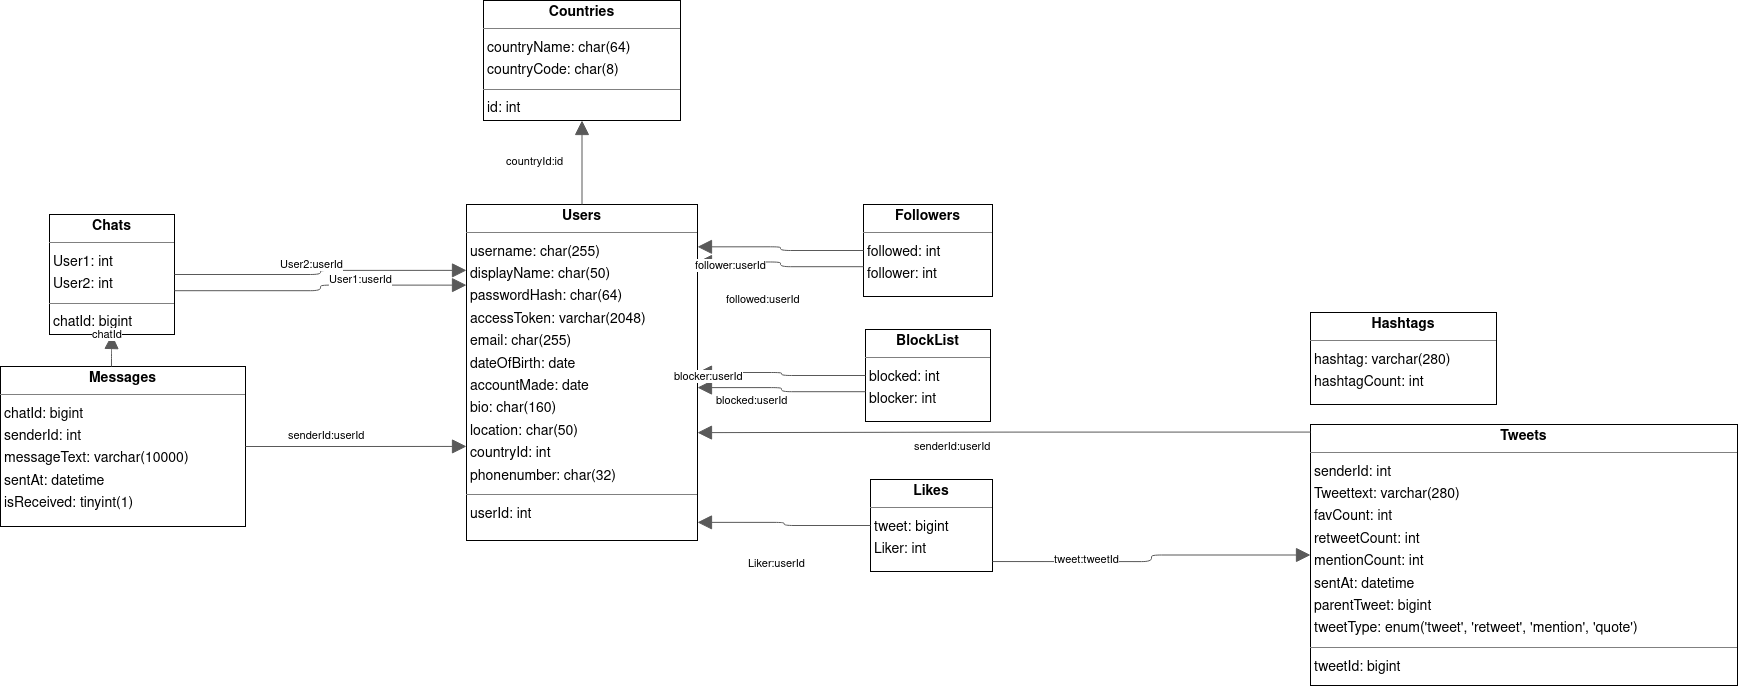 Countries
countryName: char(64)
countryCode: char(8)
id: int
countryId:id
Chats
User1: int
User2: int
chatId: bigint
chatId
User2:userId
User1:userId
Messages
chatId: bigint
senderId: int
messageText: varchar(10000)
sentAt: datetime
isReceived: tinyint(1)
senderId:userId
Users
username: char(255)
displayName: char(50)
passwordHash: char(64)
accessToken: varchar(2048)
email: char(255)
dateOfBirth: date
accountMade: date
bio: char(160)
location: char(50)
countryId: int
phonenumber: char(32)
userId: int
Followers
followed: int
follower: int
follower:userId
followed:userId
BlockList
blocked: int
blocker: int
blocker:userId
blocked:userId
senderId:userId
Likes
tweet: bigint
Liker: int
Liker:userId
tweet:tweetId
Hashtags
hashtag: varchar(280)
hashtagCount: int
Tweets
senderId: int
Tweettext: varchar(280)
favCount: int
retweetCount: int
mentionCount: int
sentAt: datetime
parentTweet: bigint
tweetType: enum('tweet', 'retweet', 'mention', 'quote')
tweetId: bigint